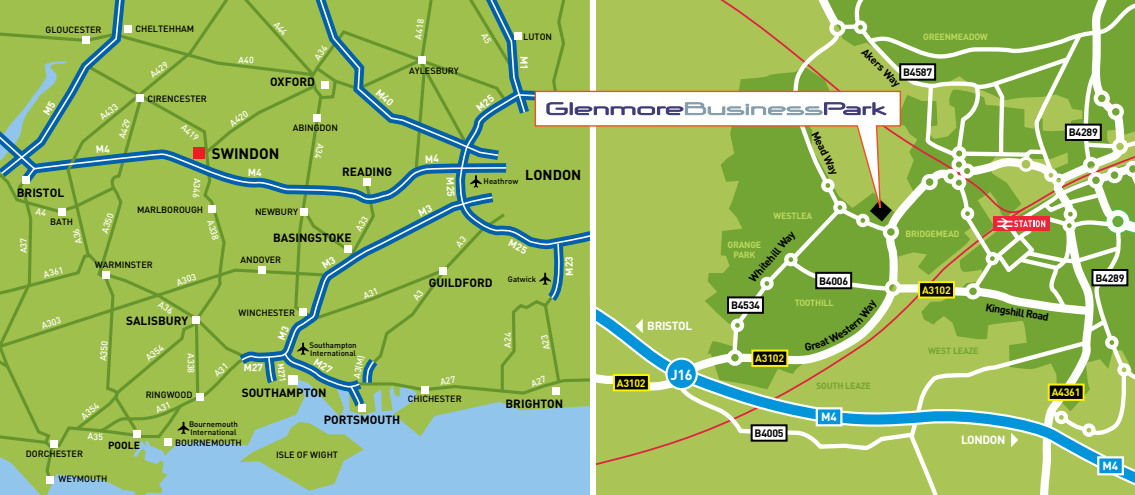 GLOUCESTER
CHELTENHAM
A44
A34
A418
A5
LUTON
M1
A429
A40
AYLESBURY
OXFORD
M5
M40
M25
A433
CIRENCESTER
A429
A419
A420
ABINGDON
A34
M4
SWINDON
M4
READING
M4
LONDON
Heathrow
M25
BRISTOL
A4
BATH
A346
MARLBOROUGH
A338
NEWBURY
A33
M3
A350
A36
A37
BASINGSTOKE
A3
M25
M23
ANDOVER
M3
WARMINSTER
A361
A303
GUILDFORD
Gatwick
A31
A3
WINCHESTER
A36
SALISBURY
A303
M3
A350
A354
A338
A31
Southampton
International
A24
A23
M27
M271
M27
A3(M)
SOUTHAMPTON
A27
A27
CHICHESTER
BRIGHTON
PORTSMOUTH
RINGWOOD
A31
A354
Bournemouth
International
A35
POOLE
BOURNEMOUTH
DORCHESTER
WEYMOUTH
ISLE OF WIGHT
GlenmoreBusinessPark
GREENMEADOW
Akers Way
B4587
B4289
Mead Way
WESTLEA
STATION
BRIDGEMEAD
GRANGE
PARK
Whitehill Way
B4006
A3102
B4289
B4534
TOOTHILL
Kingshill Road
Great Western Way
BRISTOL
A3102
WEST LEAZE
J16
A3102
SOUTH LEAZE
A4361
M4
B4005
LONDON
M4